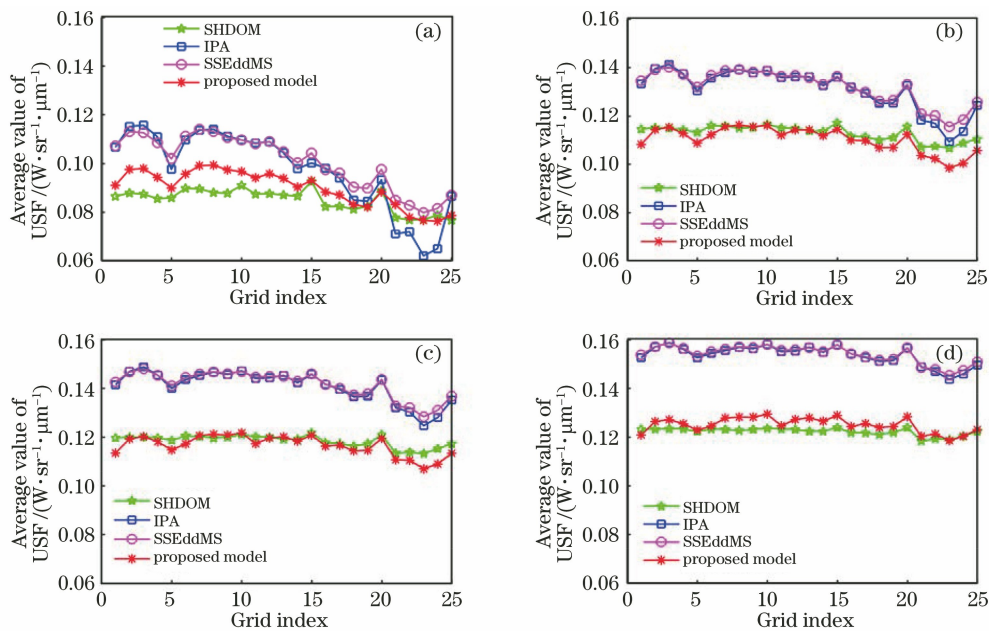 (a)
SHDOM
IPA
SSEddMS
proposed model
Average value of
USF /(W·sr⁻¹·μm⁻¹)
0.16
0.14
0.12
0.10
0.08
0.06
0 5 10 15 20 25
Grid index
(b)
SHDOM
IPA
SSEddMS
proposed model
Average value of
USF /(W·sr⁻¹·μm⁻¹)
0.16
0.14
0.12
0.10
0.08
0.06
0 5 10 15 20 25
Grid index
(c)
SHDOM
IPA
SSEddMS
proposed model
Average value of
USF /(W·sr⁻¹·μm⁻¹)
0.16
0.14
0.12
0.10
0.08
0.06
0 5 10 15 20 25
Grid index
(d)
SHDOM
IPA
SSEddMS
proposed model
Average value of
USF /(W·sr⁻¹·μm⁻¹)
0.16
0.14
0.12
0.10
0.08
0.06
0 5 10 15 20 25
Grid index